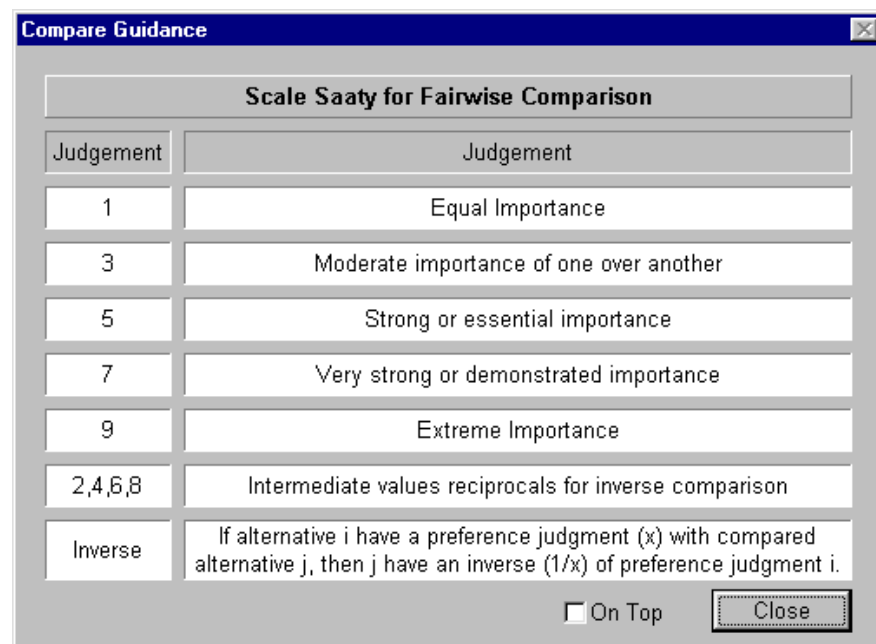 Compare Guidance
Scale Saaty for Fairwise Comparison
Judgement Judgement
1 Equal Importance
3 Moderate importance of one over another
5 Strong or essential importance
7 Very strong or demonstrated importance
9 Extreme Importance
2,4,6,8 Intermediate values reciprocals for inverse comparison
Inverse If alternative i have a preference judgment (x) with compared
alternative j, then j have an inverse (1/x) of preference judgment i.
On Top Close